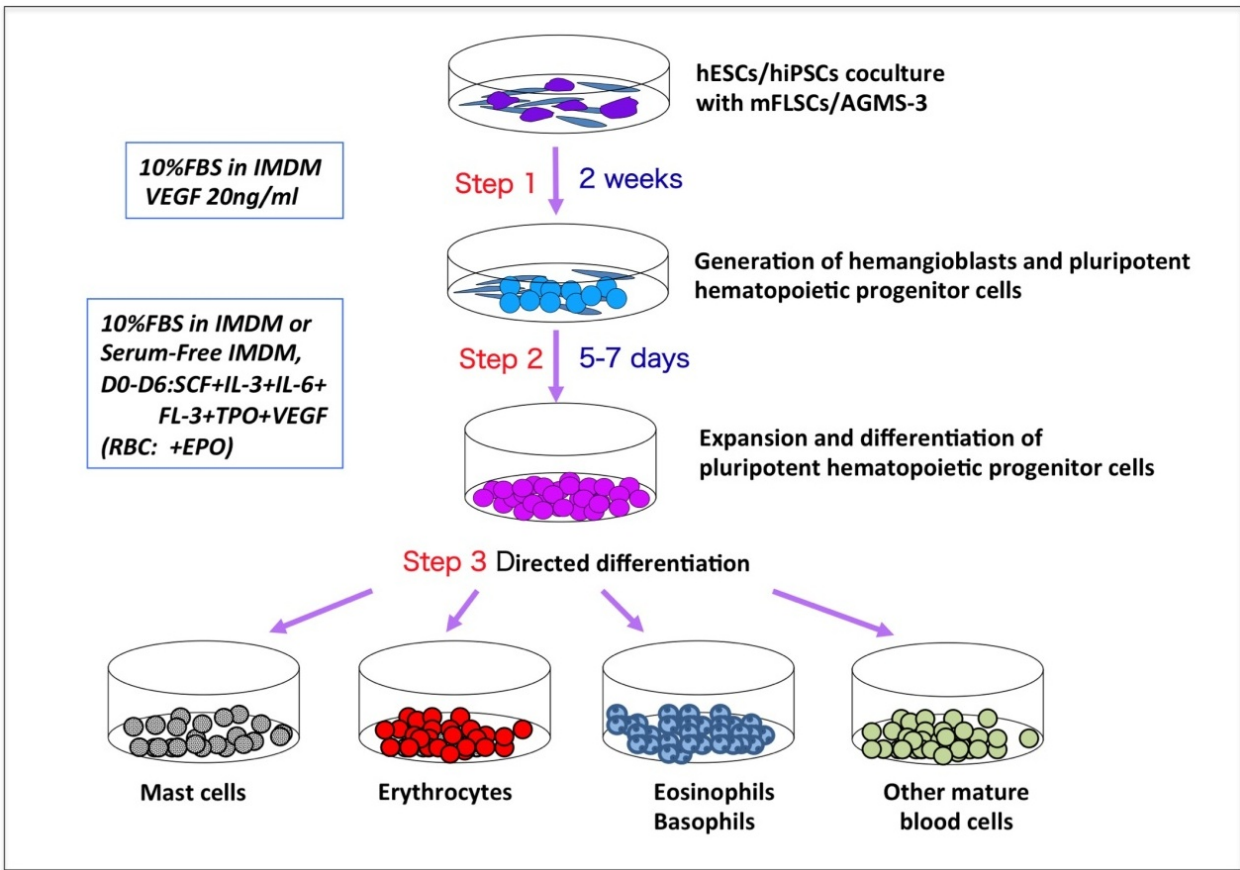 hESCs/hiPSCs coculture
with mFLSCs/AGMS-3
10%FBS in IMDM
VEGF 20ng/ml
Step 1
2 weeks
Generation of hemangioblasts and pluripotent
hematopoietic progenitor cells
10%FBS in IMDM or
Serum-Free IMDM,
D0-D6:SCF+IL-3+IL-6+
FL-3+TPO+VEGF
(RBC: +EPO)
Step 2
5-7 days
Expansion and differentiation of
pluripotent hematopoietic progenitor cells
Step 3 Directed differentiation
Mast cells
Erythrocytes
Eosinophils
Basophils
Other mature
blood cells